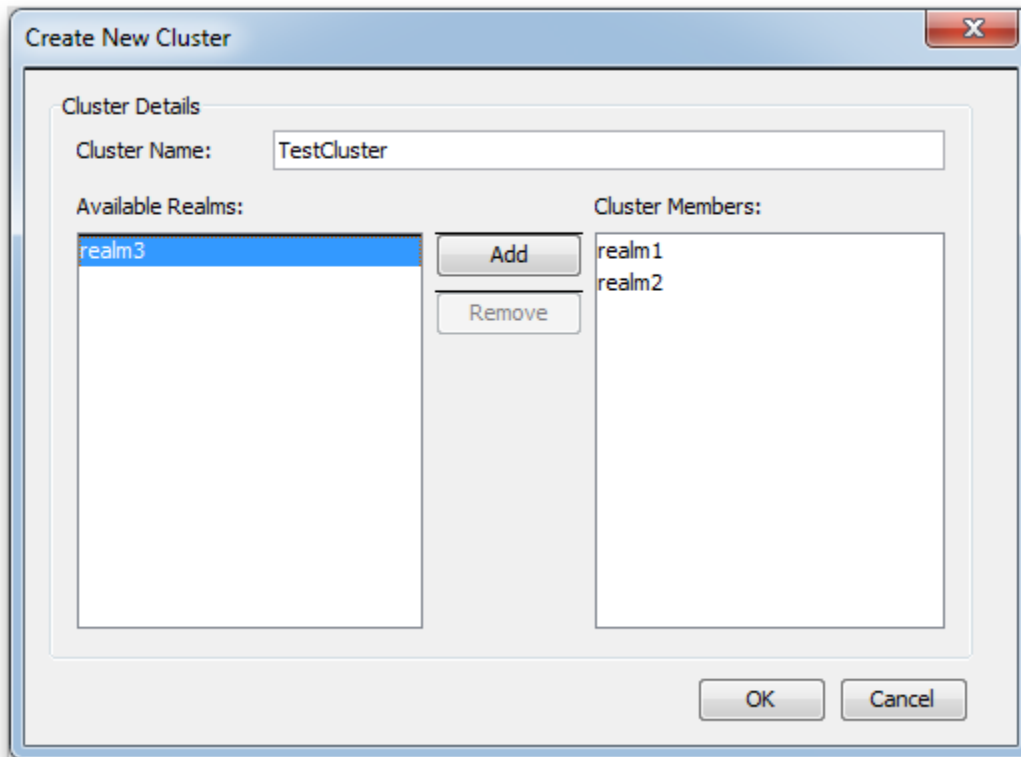 Create New Cluster
Cluster Details
Cluster Name: TestCluster
Available Realms: Cluster Members:
realm3 Add realm1
realm2
Remove
OK Cancel